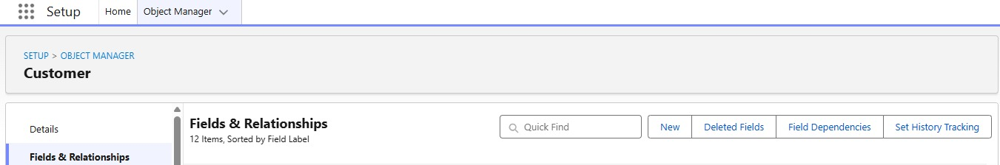 Setup Home Object Manager
SETUP > OBJECT MANAGER
Customer
Details
Fields & Relationships
Fields & Relationships
12 Items, Sorted by Field Label
Quick Find New Deleted Fields Field Dependencies Set History Tracking